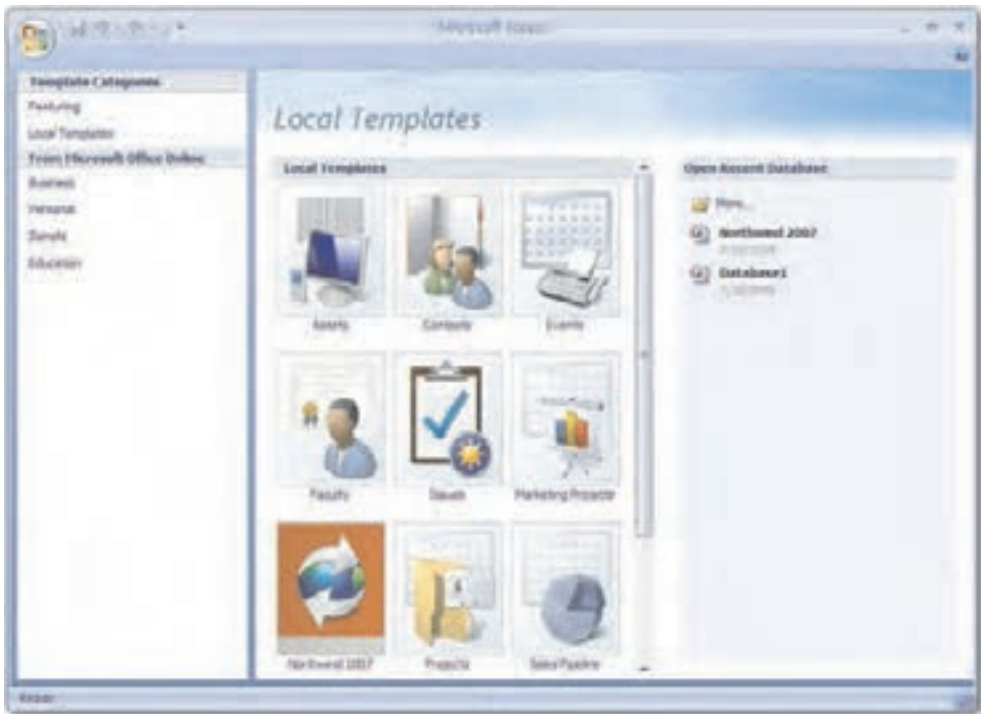 Microsoft Access
Template Categories
Featuring
Local Templates
From Microsoft Office Online
Business
Personal
Sample
Education
Local Templates
Local Templates
Assets
Contacts
Events
Faculty
Issues
Marketing Projects
Northwind 2007
Projects
Sales Pipeline
Open Recent Database
More...
Northwind 2007
Database1
Ready